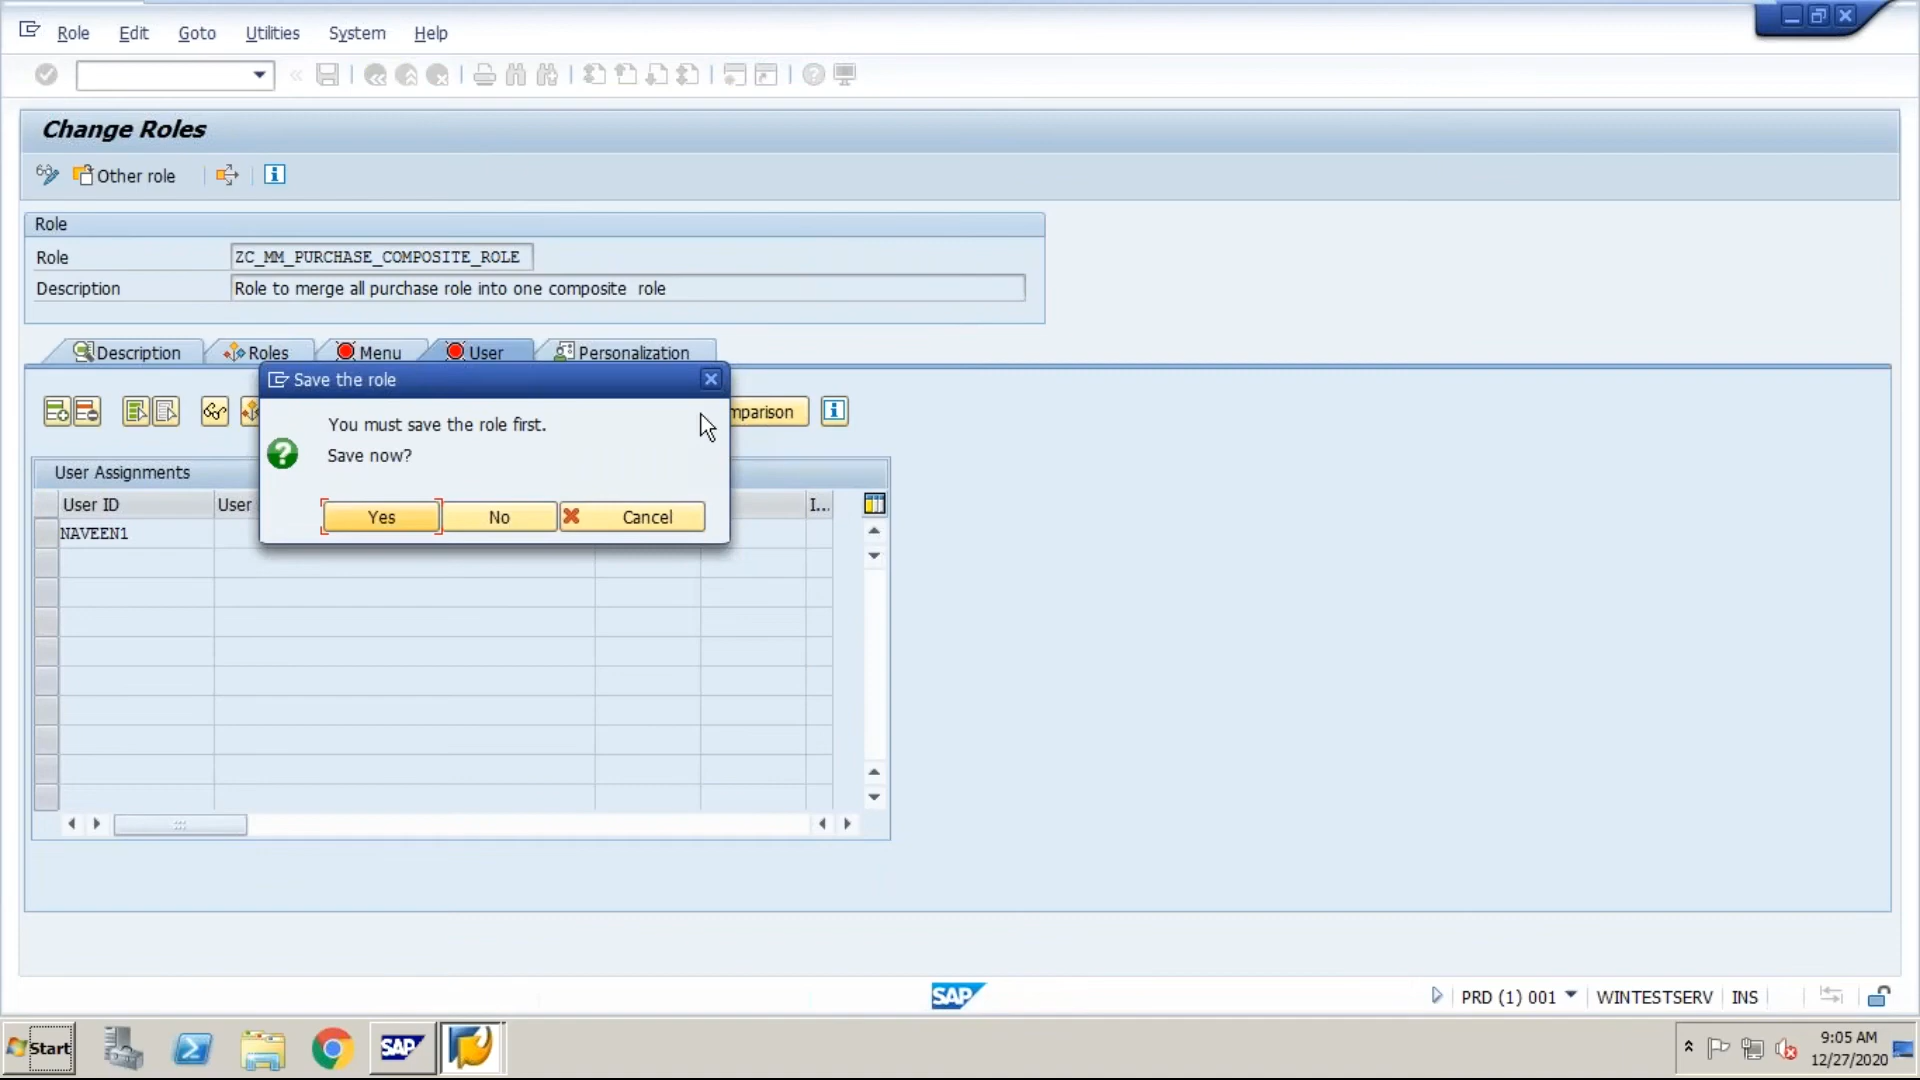 Role Edit Goto Utilities System Help
Change Roles
Other role
Role
Role ZC_MM_PURCHASE_COMPOSITE_ROLE
Description Role to merge all purchase role into one composite role
Description Roles Menu User Personalization
Save the role
mparison
You must save the role first.
Save now?
Yes No Cancel
User Assignments
User ID User I...
NAVEEN1
SAP
PRD (1) 001 WINTESTSERV INS
Start SAP
9:05 AM
12/27/2020